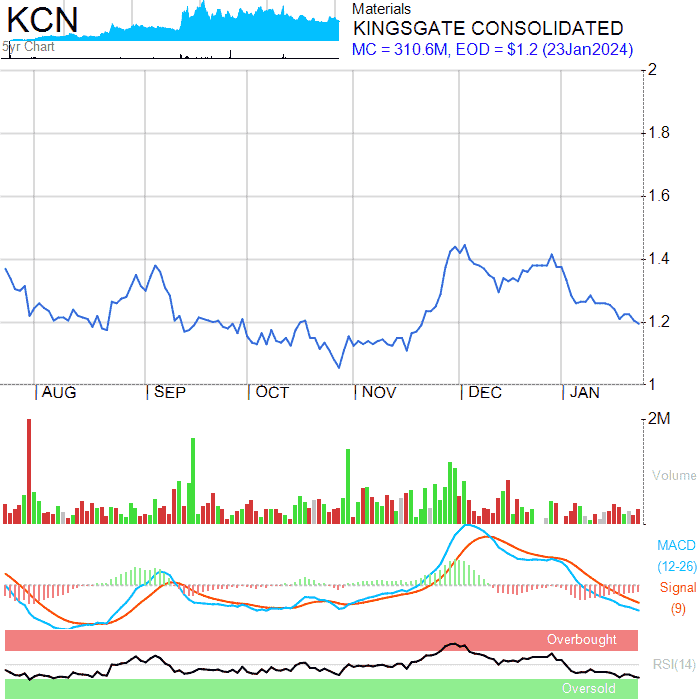 KCN
5yr Chart
Materials
KINGSGATE CONSOLIDATED
MC = 310.6M, EOD = $1.2 (23Jan2024)
2
1.8
1.6
1.4
1.2
1
AUG SEP OCT NOV DEC JAN
2M
Volume
MACD
(12-26)
Signal
(9)
Overbought
RSI(14)
Oversold